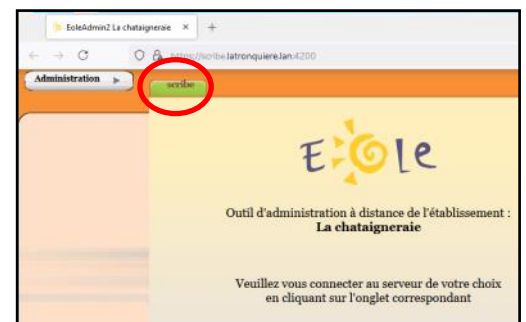 EoleAdmin2 La chataigneraie
https://scribe.latronquiere.lan:4200
Administration
scribe
EOle
Outil d'administration à distance de l'établissement :
La chataigneraie
Veuillez vous connecter au serveur de votre choix
en cliquant sur l'onglet correspondant